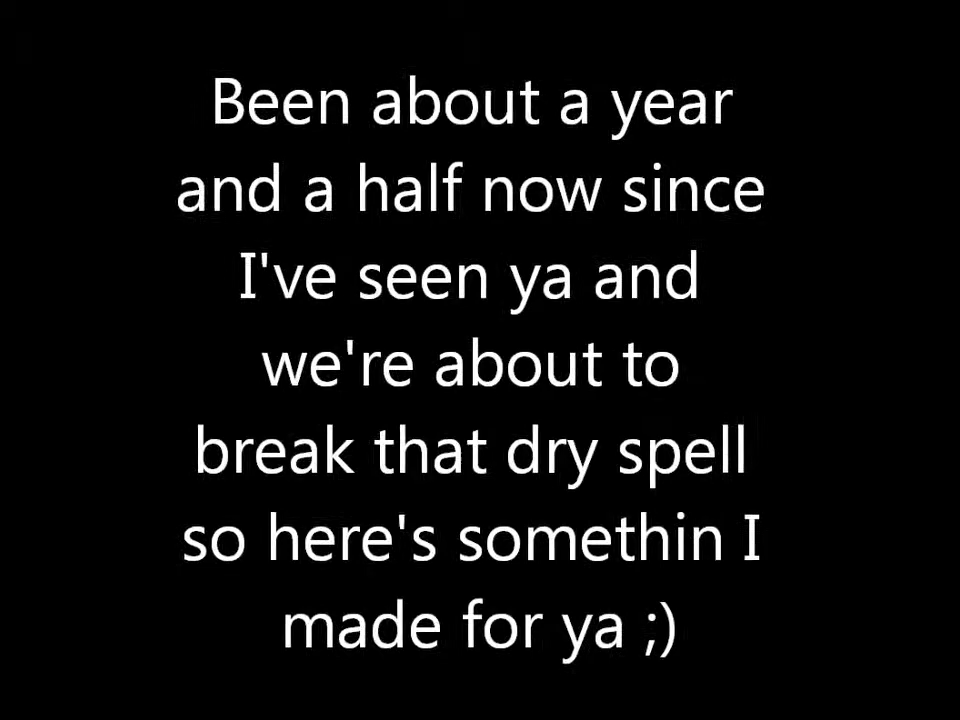 Been about a year
and a half now since
I've seen ya and
we're about to
break that dry spell
so here's somethin I
made for ya ;)